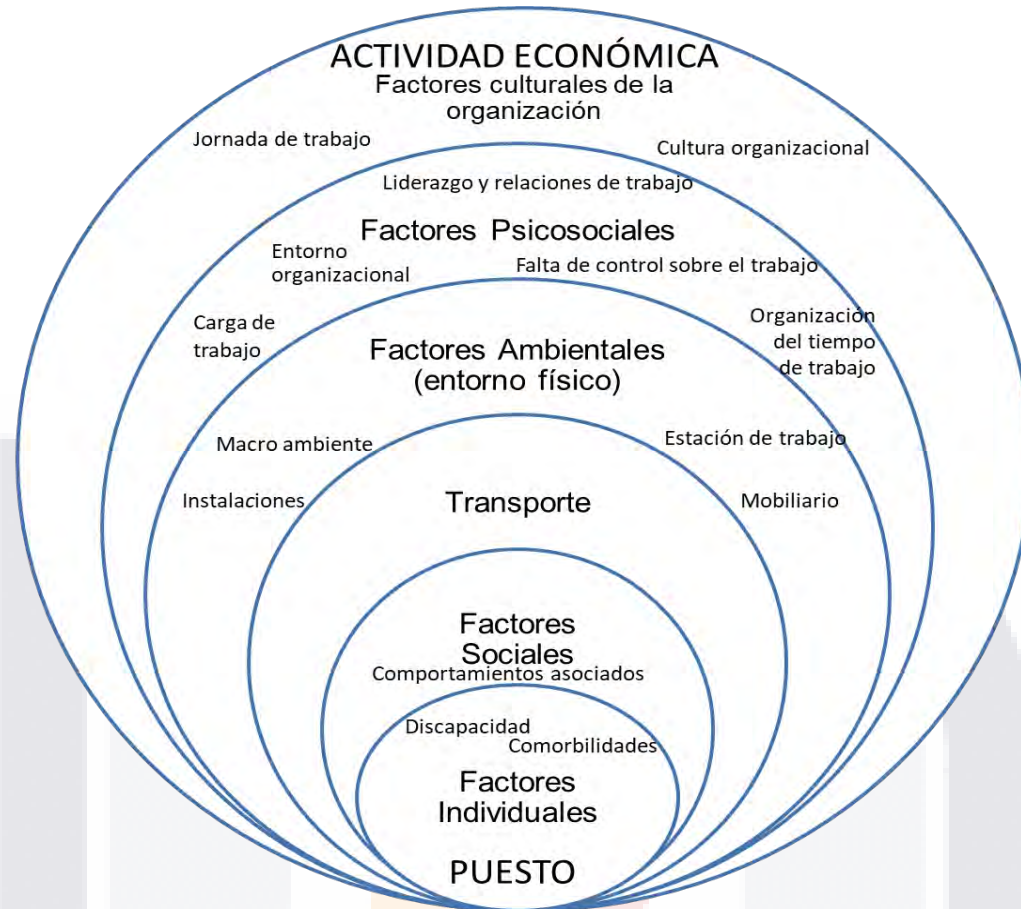 ACTIVIDAD ECONÓMICA
Factores culturales de la
organización
Jornada de trabajo
Cultura organizacional
Liderazgo y relaciones de trabajo
Factores Psicosociales
Entorno
organizacional
Falta de control sobre el trabajo
Carga de
trabajo
Organización
del tiempo
de trabajo
Factores Ambientales
(entorno físico)
Macro ambiente
Estación de trabajo
Instalaciones
Transporte
Mobiliario
Factores
Sociales
Comportamientos asociados
Discapacidad
Comorbilidades
Factores
Individuales
PUESTO